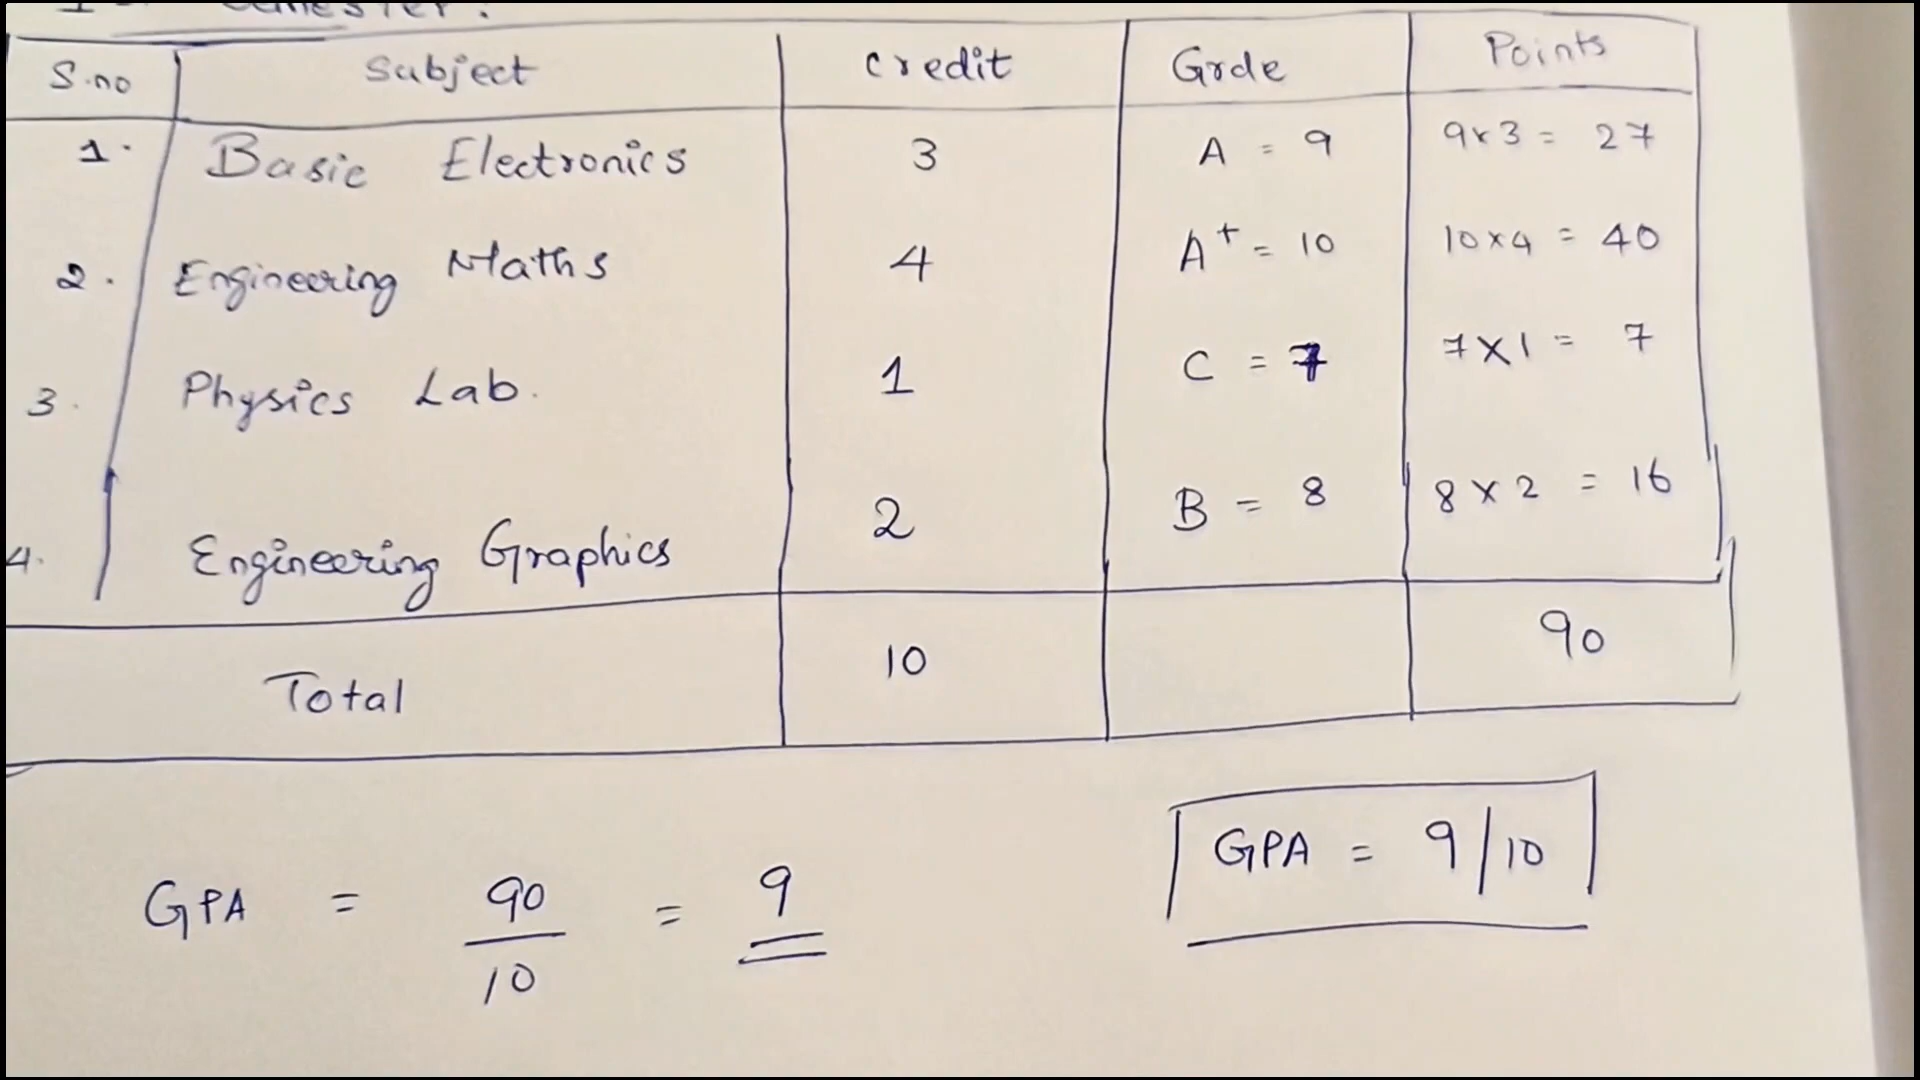 Semester :
S.no Subject Credit Grde Points
1. Basic Electronics 3 A = 9 9x3 = 27
2. Engineering Maths 4 A+ = 10 10x4 = 40
3. Physics Lab. 1 C = 7 7X1 = 7
4. Engineering Graphics 2 B = 8 8X2 = 16
Total 10 90
GPA = 90/10 = 9
GPA = 9/10